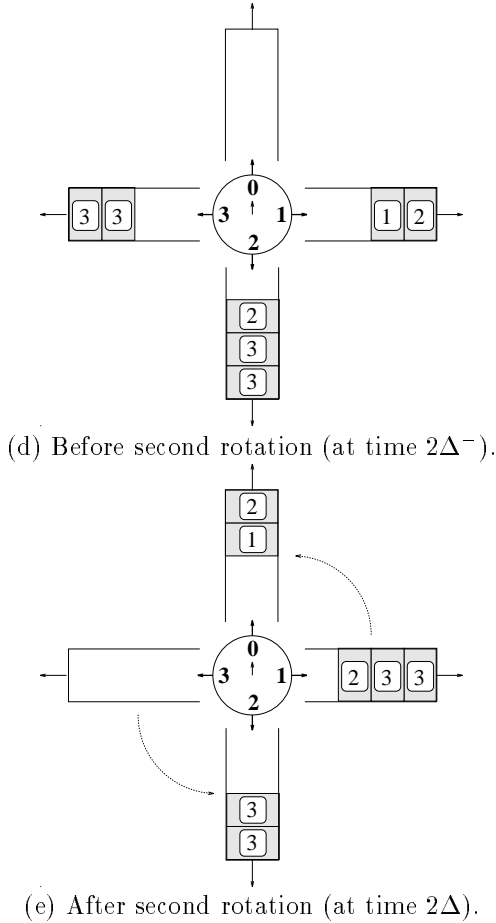 0
3 3 3 1 1 2
2
2
3
3
(d) Before second rotation (at time 2Δ⁻).
2
1
0
3 1 2 3 3
2
3
3
(e) After second rotation (at time 2Δ).